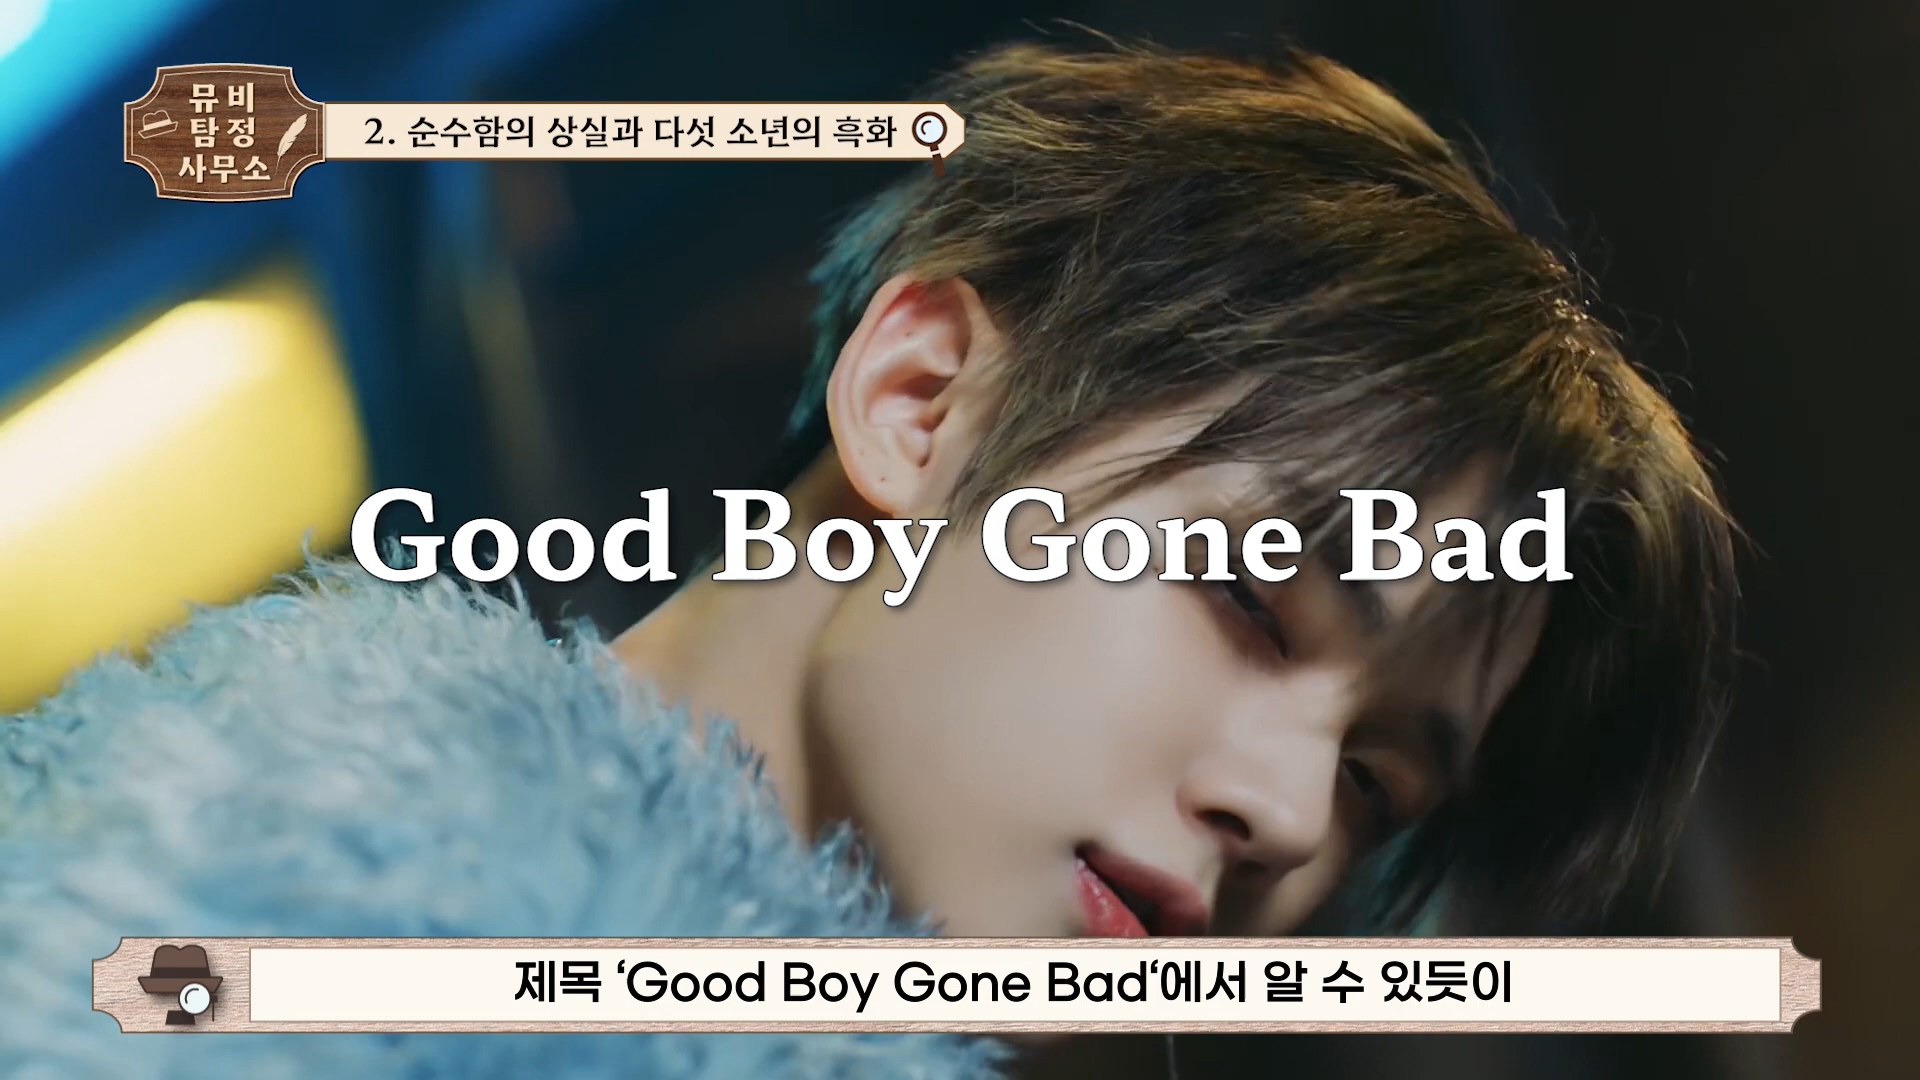 뮤비
탐정
사무소
2. 순수함의 상실과 다섯 소년의 흑화
Good Boy Gone Bad
제목 ‘Good Boy Gone Bad‘에서 알 수 있듯이